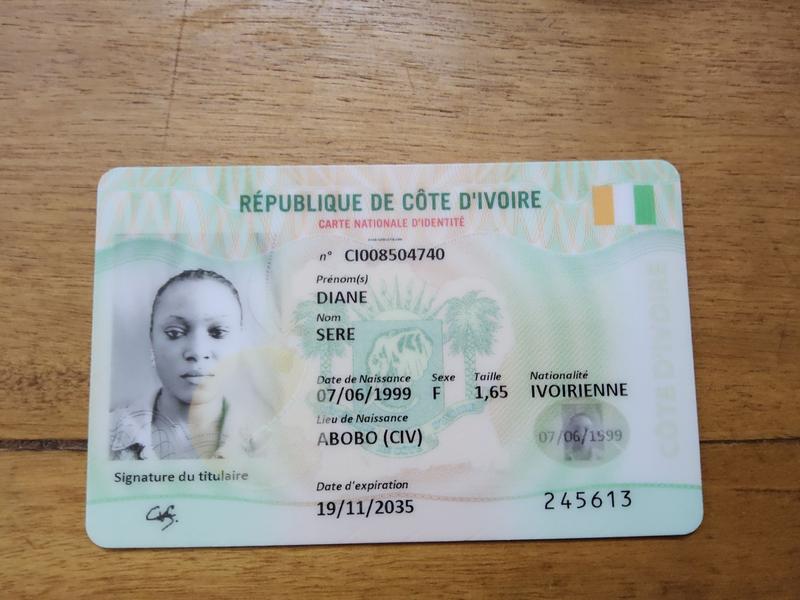 RÉPUBLIQUE DE CÔTE D'IVOIRE
CARTE NATIONALE D'IDENTITÉ
n° CI008504740
Prénom(s)
DIANE
Nom
SERE
Date de Naissance Sexe Taille Nationalité
07/06/1999 F 1,65 IVOIRIENNE
Lieu de Naissance
ABOBO (CIV)
07/06/1999
Signature du titulaire
Date d'expiration
19/11/2035
245613
CÔTE D'IVOIRE